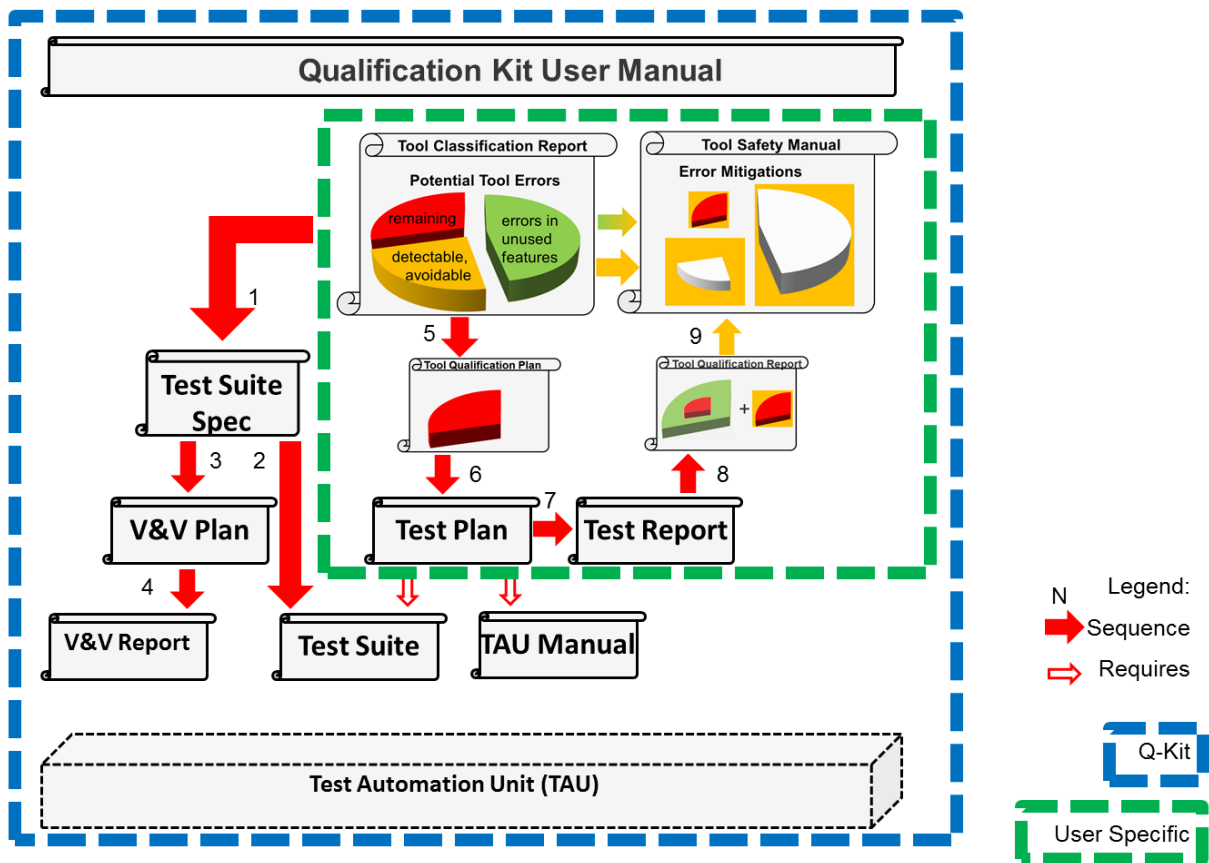 Qualification Kit User Manual
Tool Classification Report
Potential Tool Errors
remaining
errors in
unused
features
detectable,
avoidable
Tool Safety Manual
Error Mitigations
1
5
9
Tool Qualification Plan
Tool Qualification Report
+
Test Suite
Spec
3
2
6
8
7
V&V Plan
Test Plan
Test Report
4
V&V Report
Test Suite
TAU Manual
Test Automation Unit (TAU)
Legend:
N
Sequence
Requires
Q-Kit
User Specific